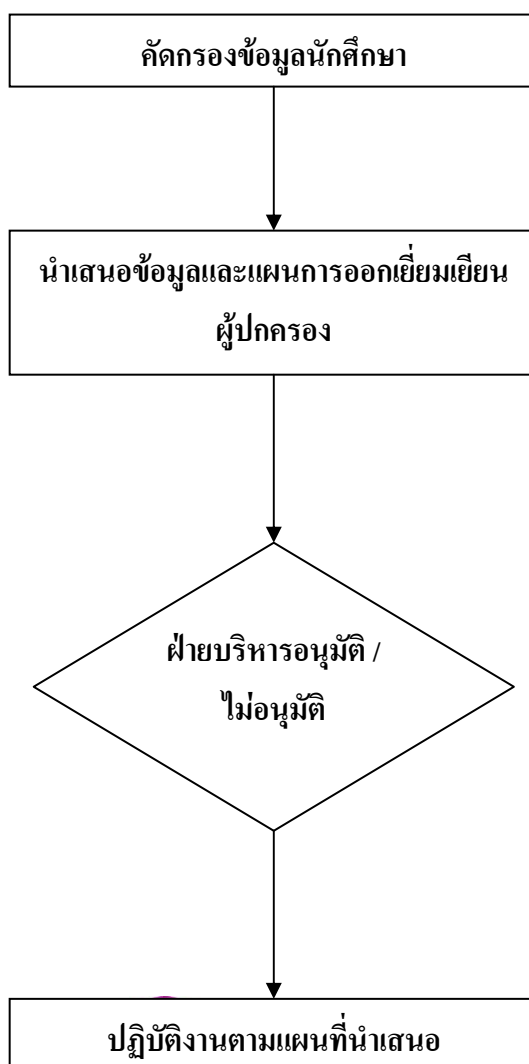 คัดกรองข้อมูลนักศึกษา
นำเสนอข้อมูลและแผนการออกเยี่ยมเยียน
ผู้ปกครอง
ฝ่ายบริหารอนุมัติ /
ไม่อนุมัติ
ปฏิบัติงานตามแผนที่นำเสนอ